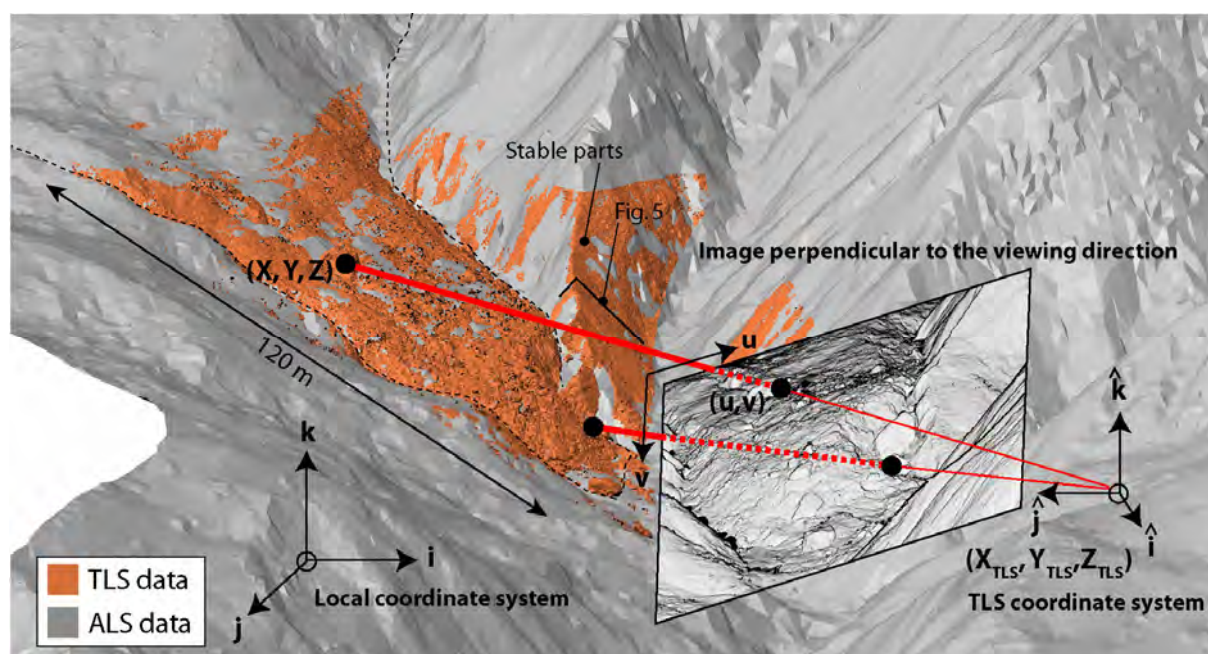 Stable parts
Fig. 5
Image perpendicular to the viewing direction
(X, Y, Z)
120 m
u
(u,v)
v
k
i
j
Local coordinate system
k̂
ĵ
î
(X_TLS, Y_TLS, Z_TLS)
TLS coordinate system
TLS data
ALS data